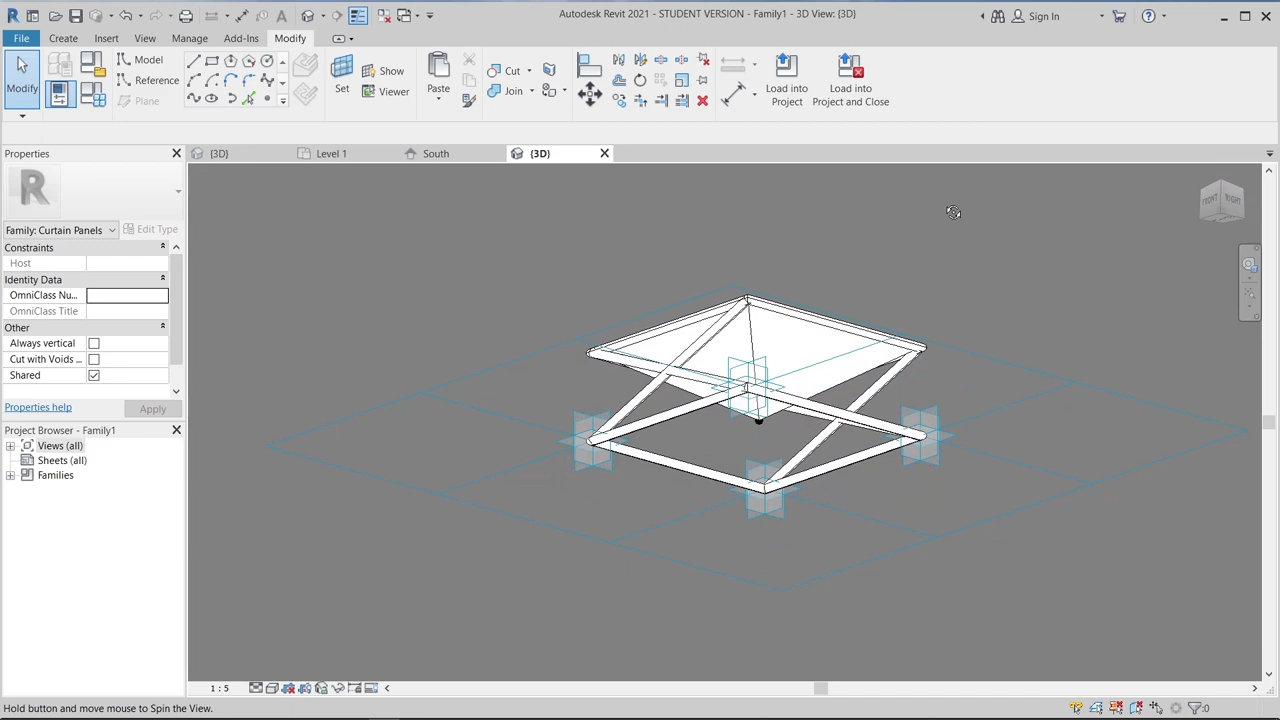 Autodesk Revit 2021 - STUDENT VERSION - Family1 - 3D View: {3D}
Sign In
File
Create
Insert
View
Manage
Add-Ins
Modify
Modify
Model
Reference
Plane
Set
Show
Viewer
Paste
Cut
Join
Load into
Project
Load into
Project and Close
Properties
{3D}
Level 1
South
{3D}
R
Family: Curtain Panels
Edit Type
Constraints
Host
Identity Data
OmniClass Nu...
OmniClass Title
Other
Always vertical
Cut with Voids ...
Shared
Properties help
Apply
Project Browser - Family1
Views (all)
Sheets (all)
Families
FRONT
RIGHT
1 : 5
Hold button and move mouse to Spin the View.
:0